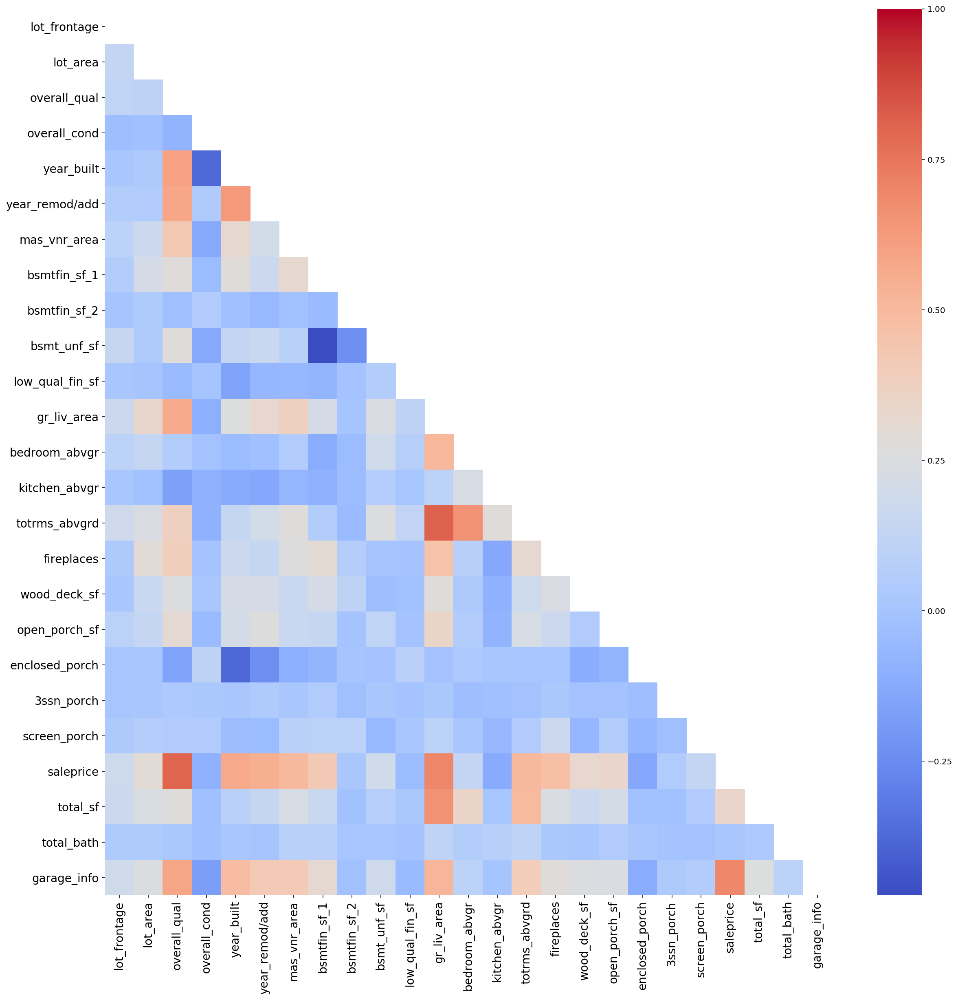 lot_frontage
lot_area
overall_qual
overall_cond
year_built
year_remod/add
mas_vnr_area
bsmtfin_sf_1
bsmtfin_sf_2
bsmt_unf_sf
low_qual_fin_sf
gr_liv_area
bedroom_abvgr
kitchen_abvgr
totrms_abvgrd
fireplaces
wood_deck_sf
open_porch_sf
enclosed_porch
3ssn_porch
screen_porch
saleprice
total_sf
total_bath
garage_info
lot_frontage
lot_area
overall_qual
overall_cond
year_built
year_remod/add
mas_vnr_area
bsmtfin_sf_1
bsmtfin_sf_2
bsmt_unf_sf
low_qual_fin_sf
gr_liv_area
bedroom_abvgr
kitchen_abvgr
totrms_abvgrd
fireplaces
wood_deck_sf
open_porch_sf
enclosed_porch
3ssn_porch
screen_porch
saleprice
total_sf
total_bath
garage_info
1.00
0.75
0.50
0.25
0.00
−0.25